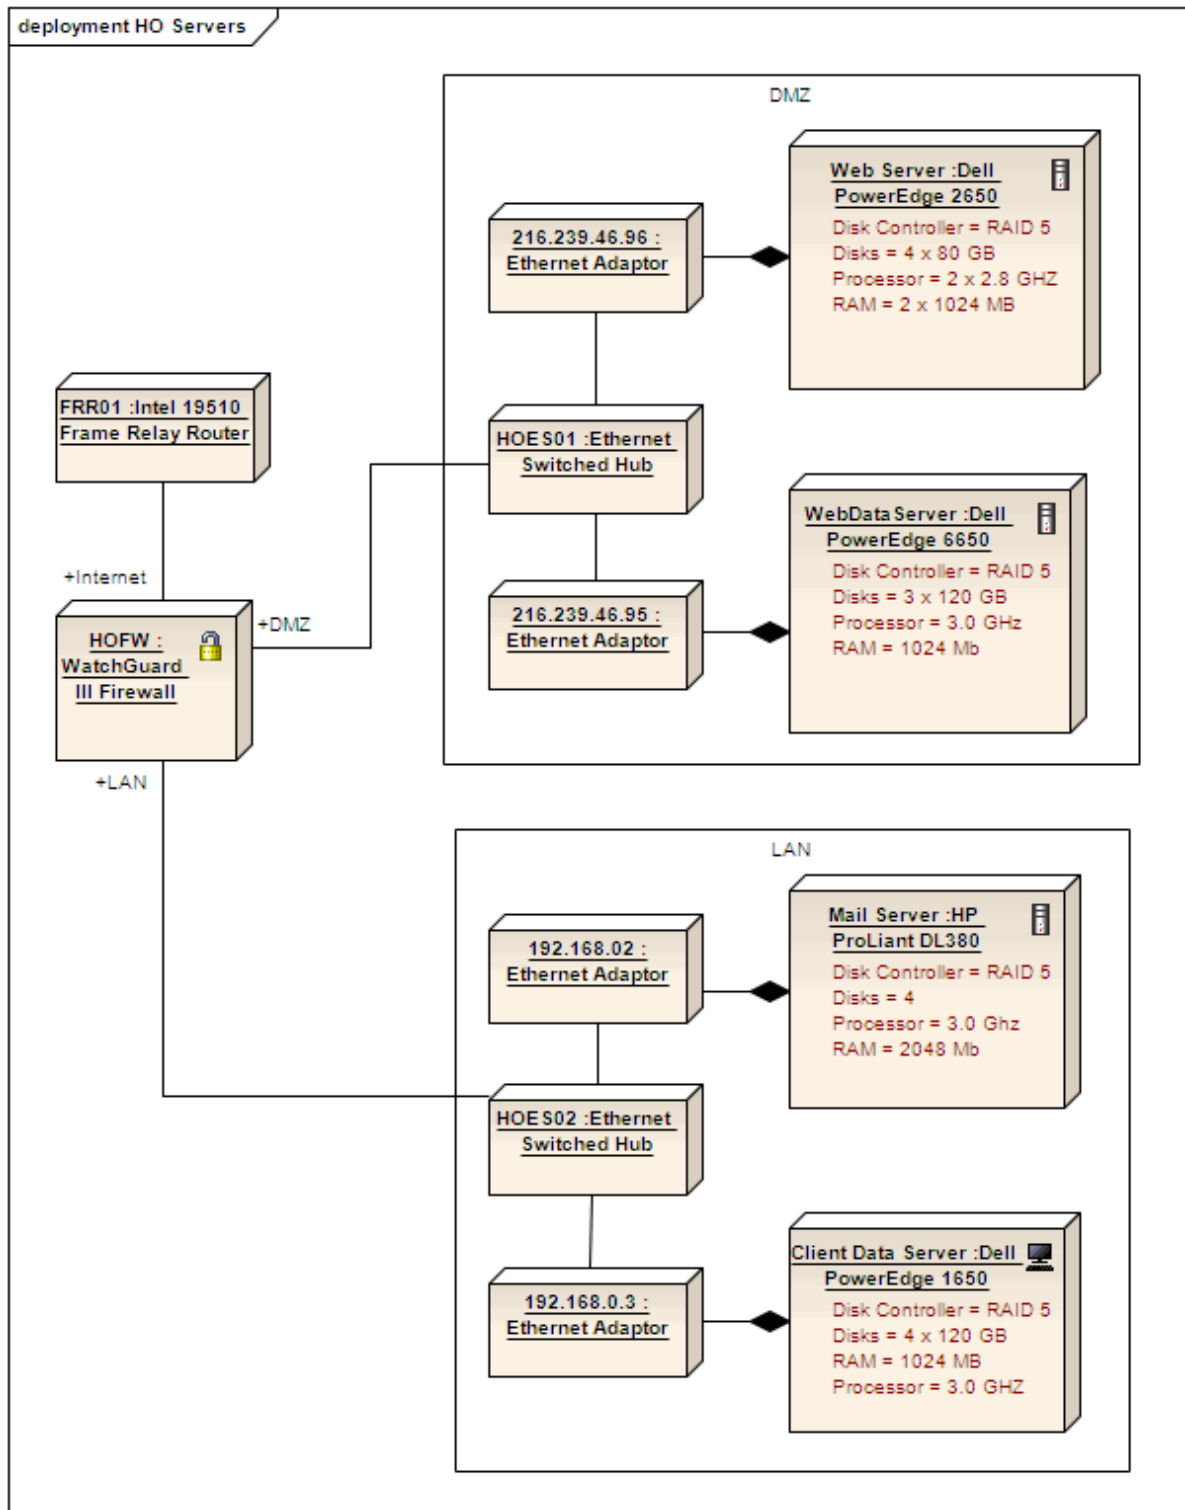 deployment HO Servers
DMZ
Web Server :Dell
PowerEdge 2650
Disk Controller = RAID 5
Disks = 4 x 80 GB
Processor = 2 x 2.8 GHZ
RAM = 2 x 1024 MB
216.239.46.96 :
Ethernet Adaptor
FRR01 :Intel 19510
Frame Relay Router
HOES01 :Ethernet
Switched Hub
WebDataServer :Dell
PowerEdge 6650
Disk Controller = RAID 5
Disks = 3 x 120 GB
Processor = 3.0 GHz
RAM = 1024 Mb
+Internet
216.239.46.95 :
Ethernet Adaptor
+DMZ
HOFW :
WatchGuard
III Firewall
+LAN
LAN
Mail Server :HP
ProLiant DL380
Disk Controller = RAID 5
Disks = 4
Processor = 3.0 Ghz
RAM = 2048 Mb
192.168.02 :
Ethernet Adaptor
HOES02 :Ethernet
Switched Hub
Client Data Server :Dell
PowerEdge 1650
Disk Controller = RAID 5
Disks = 4 x 120 GB
RAM = 1024 MB
Processor = 3.0 GHZ
192.168.0.3 :
Ethernet Adaptor